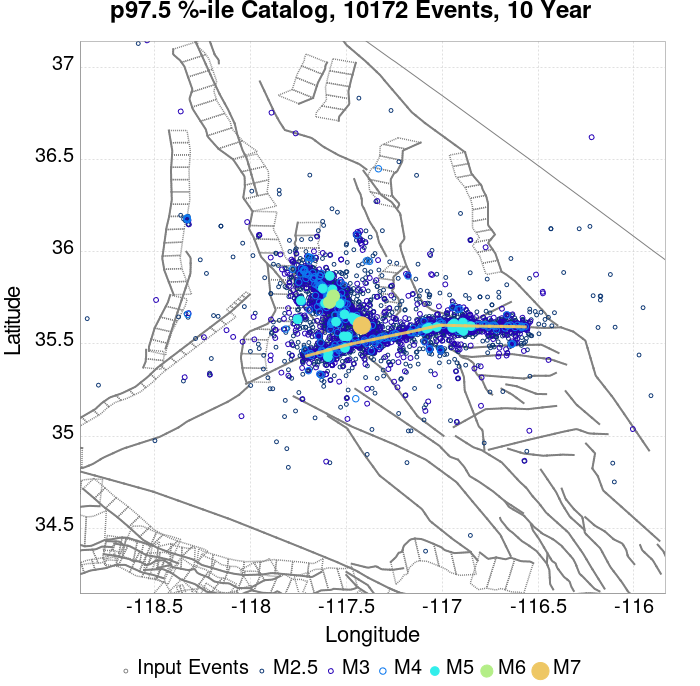 p97.5 %-ile Catalog, 10172 Events, 10 Year
37
36.5
36
35.5
35
34.5
Latitude
-118.5 -118 -117.5 -117 -116.5 -116
Longitude
Input Events M2.5 M3 M4 M5 M6 M7